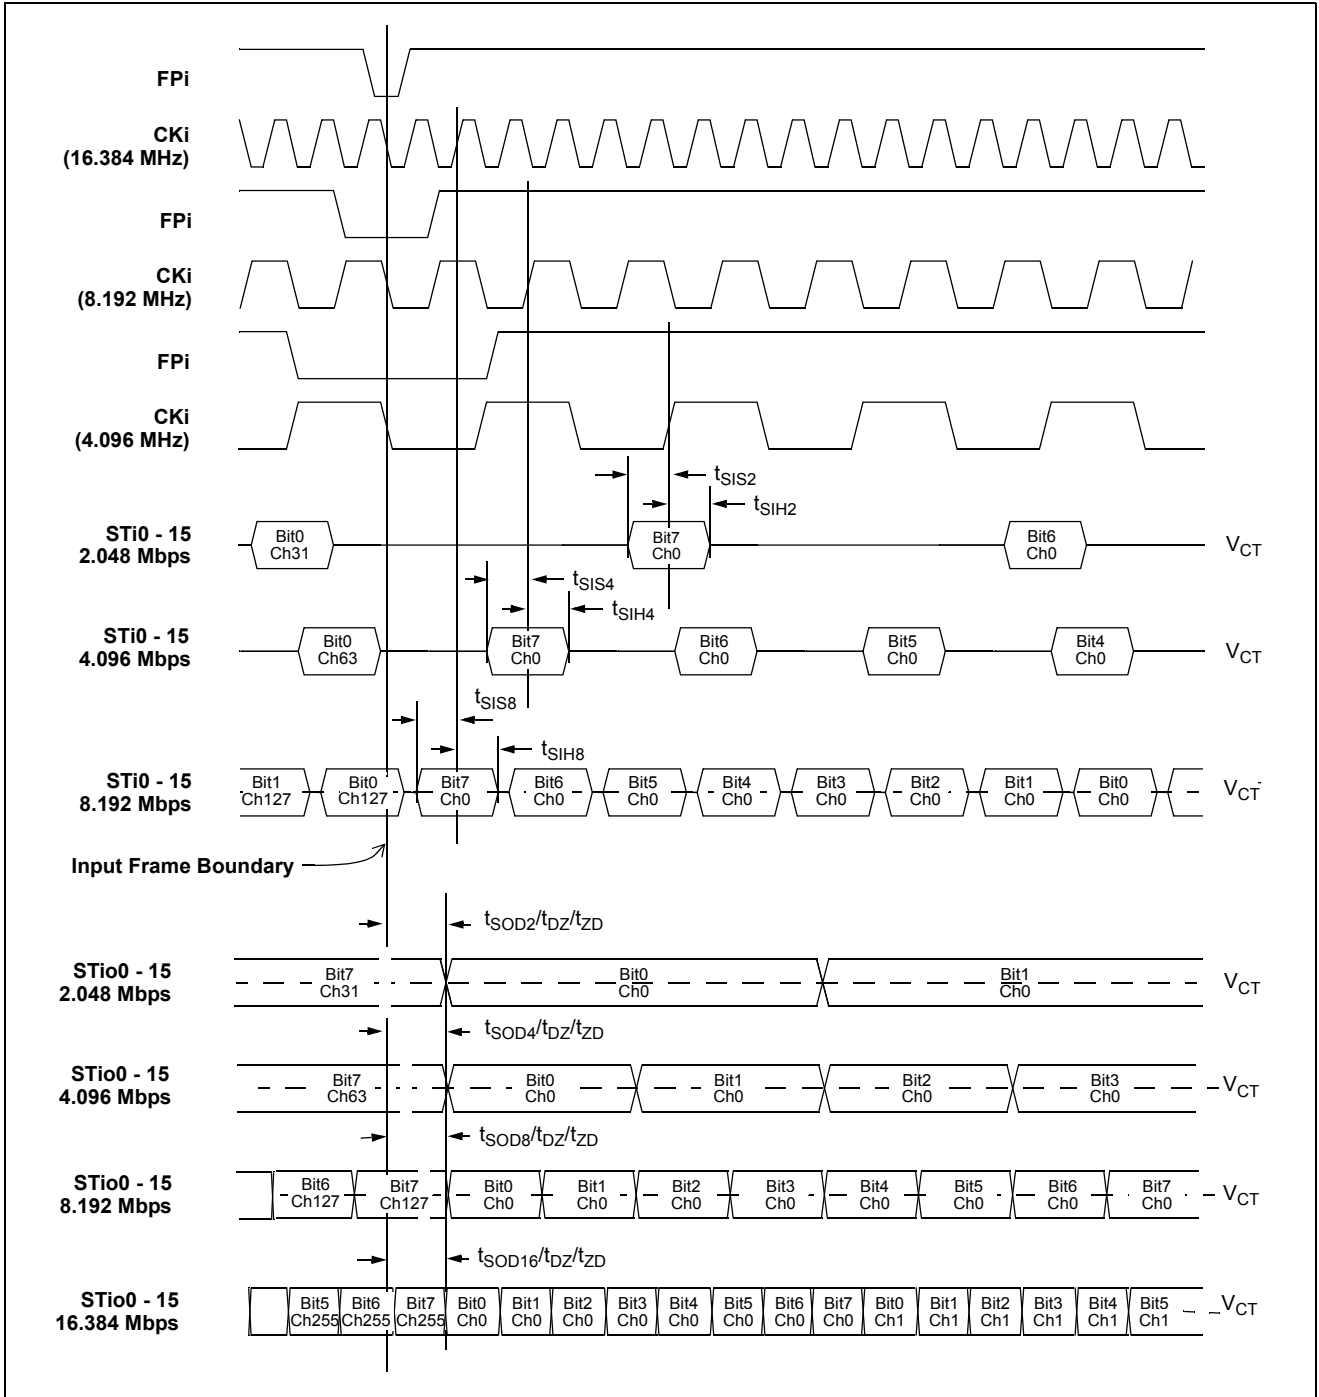 FPi
CKi
(16.384 MHz)
FPi
CKi
(8.192 MHz)
FPi
CKi
(4.096 MHz)
tSIS2
tSIH2
STi0 - 15
2.048 Mbps
Bit0 Bit7 Bit6
Ch31 Ch0 Ch0
VCT
tSIS4
tSIH4
STi0 - 15
4.096 Mbps
Bit0 Bit7 Bit6 Bit5 Bit4
Ch63 Ch0 Ch0 Ch0 Ch0
VCT
tSIS8
tSIH8
STi0 - 15
8.192 Mbps
Bit1 Bit0 Bit7 Bit6 Bit5 Bit4 Bit3 Bit2 Bit1 Bit0
Ch127 Ch127 Ch0 Ch0 Ch0 Ch0 Ch0 Ch0 Ch0 Ch0
VCT
Input Frame Boundary
tSOD2/tDZ/tZD
STio0 - 15
2.048 Mbps
Bit7 Bit0 Bit1
Ch31 Ch0 Ch0
VCT
tSOD4/tDZ/tZD
STio0 - 15
4.096 Mbps
Bit7 Bit0 Bit1 Bit2 Bit3
Ch63 Ch0 Ch0 Ch0 Ch0
VCT
tSOD8/tDZ/tZD
STio0 - 15
8.192 Mbps
Bit6 Bit7 Bit0 Bit1 Bit2 Bit3 Bit4 Bit5 Bit6 Bit7
Ch127 Ch127 Ch0 Ch0 Ch0 Ch0 Ch0 Ch0 Ch0 Ch0
VCT
tSOD16/tDZ/tZD
STio0 - 15
16.384 Mbps
Bit5 Bit6 Bit7 Bit0 Bit1 Bit2 Bit3 Bit4 Bit5 Bit6 Bit7 Bit0 Bit1 Bit2 Bit3 Bit4 Bit5
Ch255 Ch255 Ch255 Ch0 Ch0 Ch0 Ch0 Ch0 Ch0 Ch0 Ch0 Ch1 Ch1 Ch1 Ch1 Ch1 Ch1
VCT